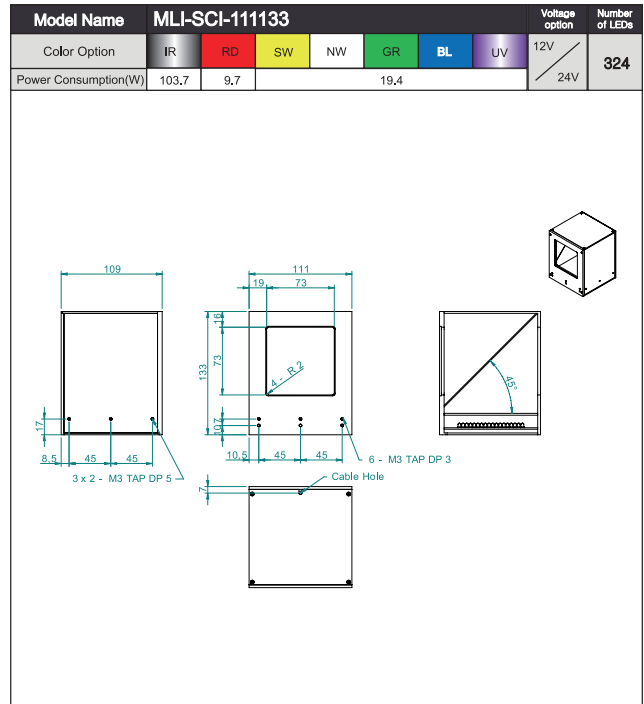 Model Name MLI-SCI-111133 Voltage option Number of LEDs
Color Option IR RD SW NW GR BL UV 12V 24V 324
Power Consumption(W) 103.7 9.7 19.4
109
111
19 73
16
73
133
4 - R 2
45°
17
10 7
8.5 45 45
10.5 45 45
6 - M3 TAP DP 3
3 x 2 - M3 TAP DP 5
Cable Hole
7